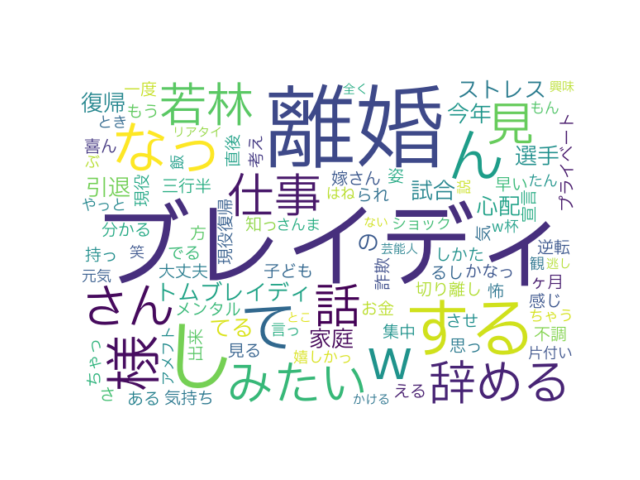 離婚
ブレイディ
若林
なっ
ん
見
ストレス
今年
選手
復帰
一度
もう
とき
リアタイ
全く
興味
もん
プライベート
喜ん
ぶ
飯
直後
考え
引退
現役
三行半
やっと
仕事
嫁さん
はね
られ
姿
試合
心配
早い
たん
宣言
分かる
方
現役復帰
知っ
さん
ま
の
ショック
ない
芸能人
気
w杯
逆転
持っ
笑
でる
元気
大丈夫
子ども
詐欺
しかた
るし
かなっ
観
逃し
切り離し
怖
ヶ月
感じ
さん
トムブレイディ
メンタル
て
話
する
様
し
てる
言っ
とこ
お金
家庭
集中
させ
思っ
ちゃう
不調
片付い
ちゃっ
さ
アメフト
出来
見る
嬉しかっ
みたい
w
える
辞める
ある
気持ち
かける